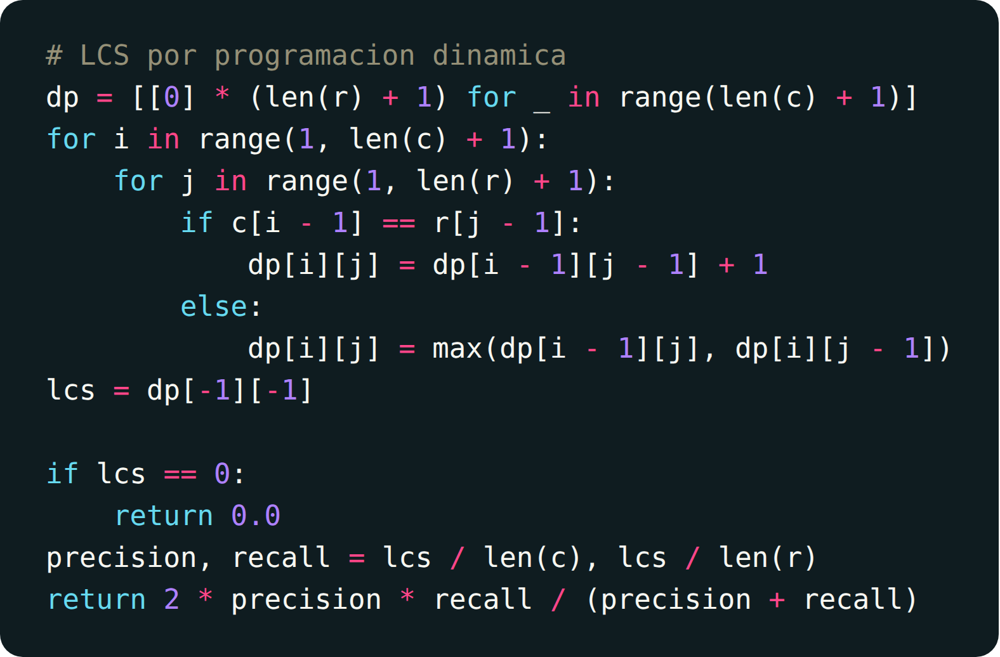 # LCS por programacion dinamica
dp = [[0] * (len(r) + 1) for _ in range(len(c) + 1)]
for i in range(1, len(c) + 1):
    for j in range(1, len(r) + 1):
        if c[i - 1] == r[j - 1]:
            dp[i][j] = dp[i - 1][j - 1] + 1
        else:
            dp[i][j] = max(dp[i - 1][j], dp[i][j - 1])
lcs = dp[-1][-1]

if lcs == 0:
    return 0.0
precision, recall = lcs / len(c), lcs / len(r)
return 2 * precision * recall / (precision + recall)